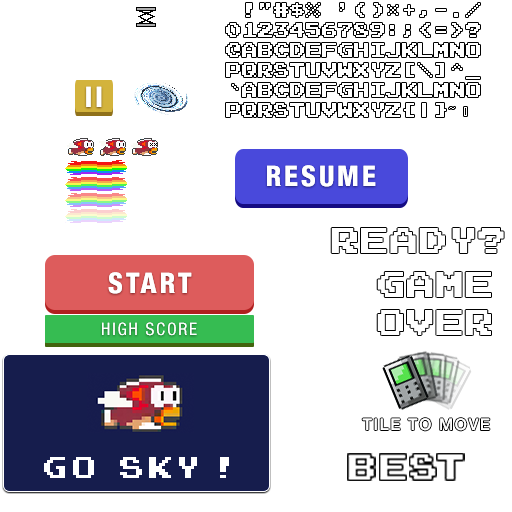 !"#$% '()*+,-./
0123456789:;<=>?
@ABCDEFGHIJKLMNO
PQRSTUVWXYZ[\]^_
`ABCDEFGHIJKLMNO
PQRSTUVWXYZ{|}~
RESUME
READY?
START
GAME
HIGH SCORE
OVER
TILE TO MOVE
GO SKY!
BEST